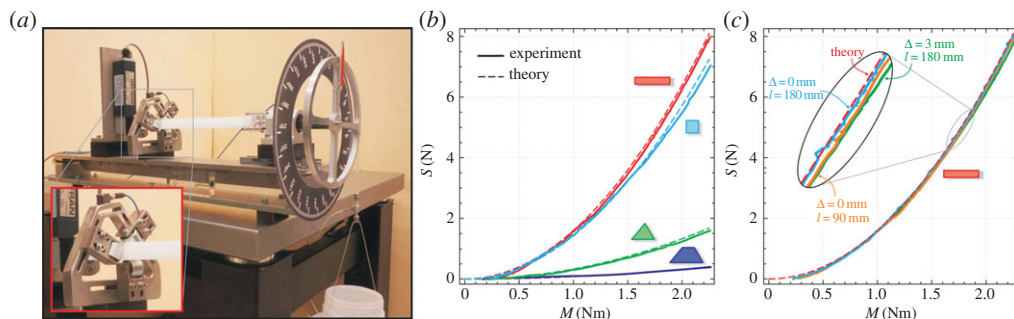 (a)
(b)
(c)
8
6
4
2
0
S (N)
experiment
theory
0
0.5
1.0
1.5
2.0
M (Nm)
8
6
4
2
0
S (N)
theory
Δ = 3 mm
l = 180 mm
Δ = 0 mm
l = 180 mm
Δ = 0 mm
l = 90 mm
0
0.5
1.0
1.5
2.0
M (Nm)